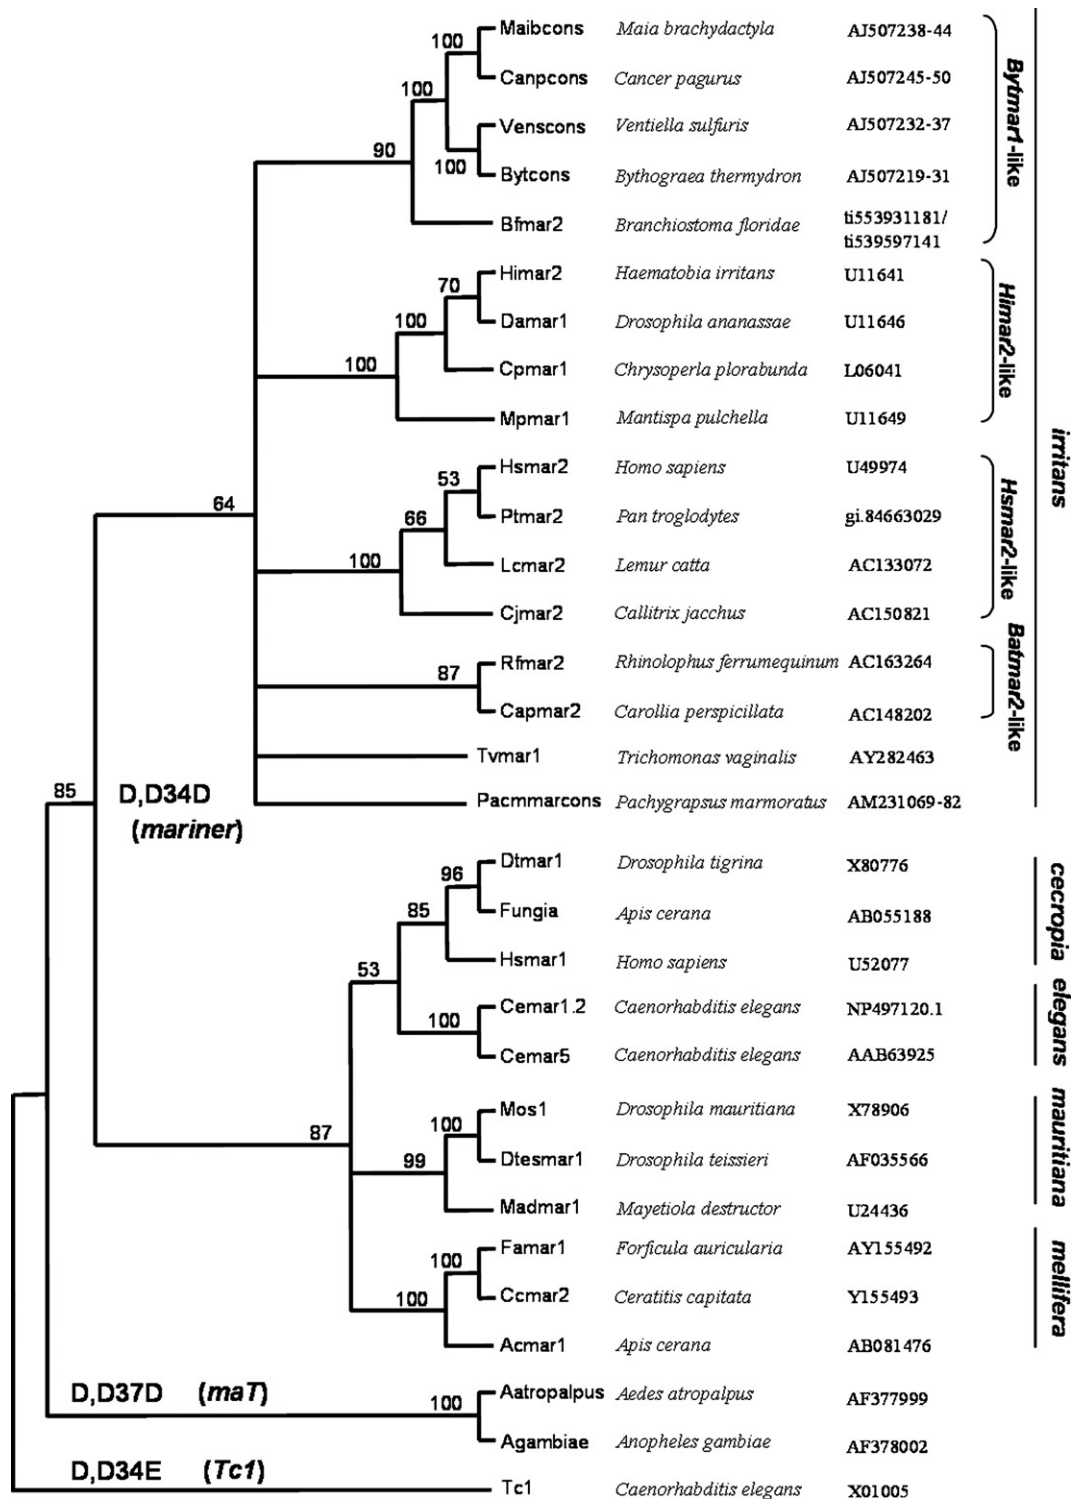 100 Maibcons Maia brachydactyla AJ507238-44
100 Canpcons Cancer pagurus AJ507245-50
Venscons Ventiella sulfuris AJ507232-37
90 100 Bytcons Bythograea thermydron AJ507219-31
Bfmar2 Branchiostoma floridae ti553931181/
ti539597141
Bytmar1-like
70 Himar2 Haematobia irritans U11641
100 Damar1 Drosophila ananassae U11646
100 Cpmar1 Chrysoperla plorabunda L06041
Mpmar1 Mantispa pulchella U11649
Himar2-like
irritans
53 Hsmar2 Homo sapiens U49974
64 66 Ptmar2 Pan troglodytes gi.84663029
100 Lcmar2 Lemur catta AC133072
Cjmar2 Callitrix jacchus AC150821
Hsmar2-like
87 Rfmar2 Rhinolophus ferrumequinum AC163264
Capmar2 Carollia perspicillata AC148202
Batmar2-like
Tvmar1 Trichomonas vaginalis AY282463
85 D,D34D Pacmmarcons Pachygrapsus marmoratus AM231069-82
(mariner)
96 Dtmar1 Drosophila tigrina X80776
85 Fungia Apis cerana AB055188
53 Hsmar1 Homo sapiens U52077
cecropia
100 Cemar1.2 Caenorhabditis elegans NP497120.1
Cemar5 Caenorhabditis elegans AAB63925
elegans
87 100 Mos1 Drosophila mauritiana X78906
99 Dtesmar1 Drosophila teissieri AF035566
Madmar1 Mayetiola destructor U24436
mauritiana
100 Famar1 Forficula auricularia AY155492
100 Ccmar2 Ceratitis capitata Y155493
Acmar1 Apis cerana AB081476
mellifera
D,D37D (maT) 100 Aatropalpus Aedes atropalpus AF377999
Agambiae Anopheles gambiae AF378002
D,D34E (Tc1) Tc1 Caenorhabditis elegans X01005